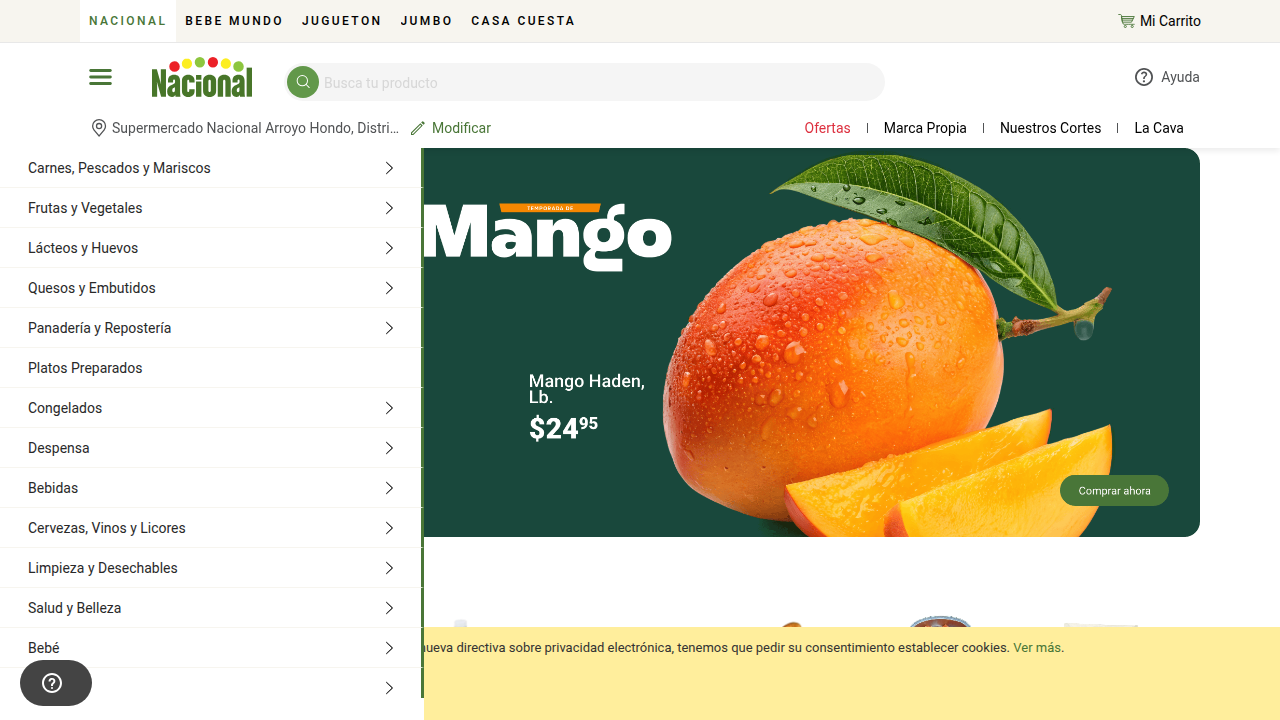 NACIONAL BEBE MUNDO JUGUETON JUMBO CASA CUESTA Mi Carrito
Nacional
Busca tu producto
Ayuda
Supermercado Nacional Arroyo Hondo, Distri... Modificar
Ofertas | Marca Propia | Nuestros Cortes | La Cava
Carnes, Pescados y Mariscos
Frutas y Vegetales
Lácteos y Huevos
Quesos y Embutidos
Panadería y Repostería
Platos Preparados
Congelados
Despensa
Bebidas
Cervezas, Vinos y Licores
Limpieza y Desechables
Salud y Belleza
Bebé
TEMPORADA DE
Mango
Mango Haden,
Lb.
$2495
Comprar ahora
nueva directiva sobre privacidad electrónica, tenemos que pedir su consentimiento establecer cookies. Ver más.